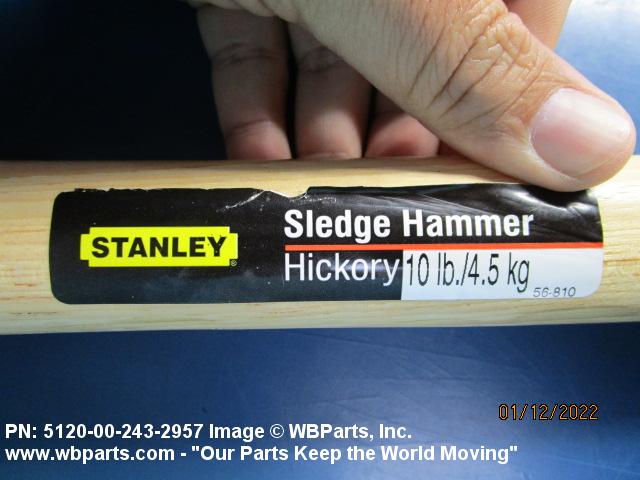 STANLEY®
Sledge Hammer
Hickory 10 lb./4.5 kg
56-810
01/12/2022
PN: 5120-00-243-2957 Image © WBParts, Inc.
www.wbparts.com - "Our Parts Keep the World Moving"